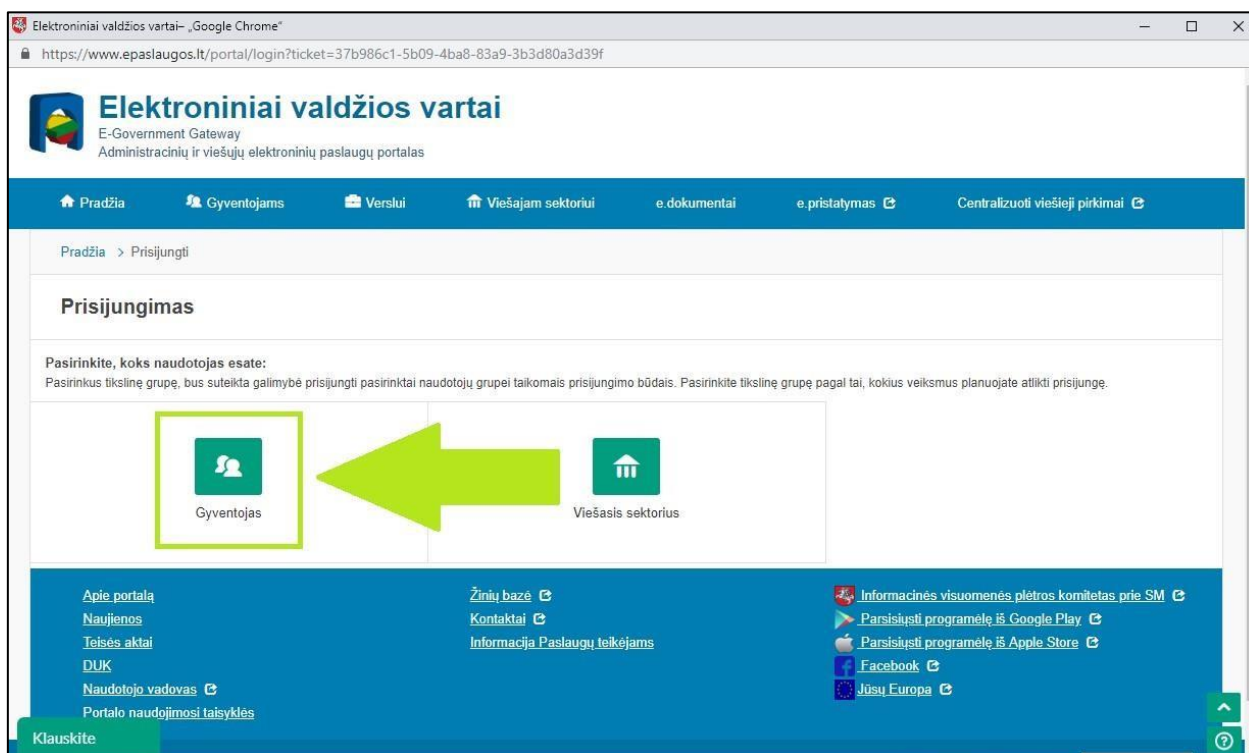 Elektroniniai valdžios vartai– „Google Chrome“
https://www.epaslaugos.lt/portal/login?ticket=37b986c1-5b09-4ba8-83a9-3b3d80a3d39f
Elektroniniai valdžios vartai
E-Government Gateway
Administracinių ir viešųjų elektroninių paslaugų portalas
Pradžia Gyventojams Verslui Viešajam sektoriui e.dokumentai e.pristatymas Centralizuoti viešieji pirkimai
Pradžia > Prisijungti
Prisijungimas
Pasirinkite, koks naudotojas esate:
Pasirinkus tikslinę grupę, bus suteikta galimybė prisijungti pasirinktai naudotojų grupei taikomais prisijungimo būdais. Pasirinkite tikslinę grupę pagal tai, kokius veiksmus planuojate atlikti prisijungę.
Gyventojas
Viešasis sektorius
Apie portalą
Naujienos
Teisės aktai
DUK
Naudotojo vadovas
Portalo naudojimosi taisyklės
Žinių bazė
Kontaktai
Informacija Paslaugų teikėjams
Informacinės visuomenės plėtros komitetas prie SM
Parsisiųsti programėlę iš Google Play
Parsisiųsti programėlę iš Apple Store
Facebook
Jūsų Europa
Klauskite